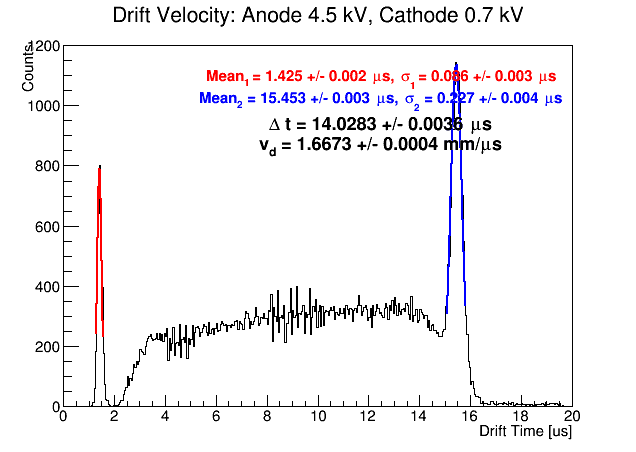 Drift Velocity: Anode 4.5 kV, Cathode 0.7 kV
Counts
1200
1000
800
600
400
200
0
Mean1 = 1.425 +/- 0.002 μs, σ1 = 0.086 +/- 0.003 μs
Mean2 = 15.453 +/- 0.003 μs, σ2 = 0.227 +/- 0.004 μs
Δ t = 14.0283 +/- 0.0036 μs
vd = 1.6673 +/- 0.0004 mm/μs
0 2 4 6 8 10 12 14 16 18 20
Drift Time [us]